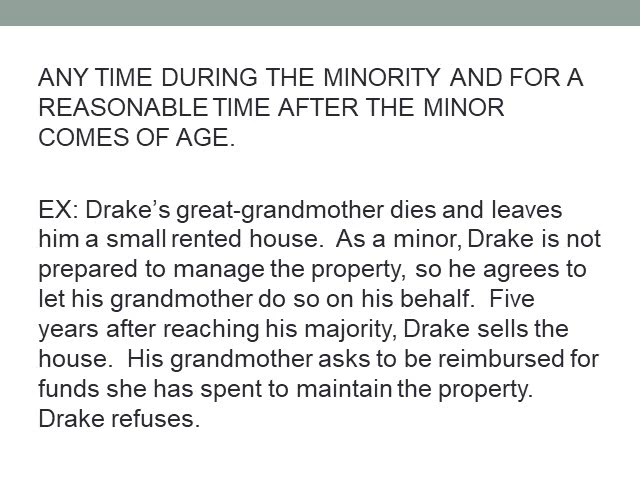 ANY TIME DURING THE MINORITY AND FOR A
REASONABLE TIME AFTER THE MINOR
COMES OF AGE.
EX: Drake’s great-grandmother dies and leaves
him a small rented house.  As a minor, Drake is not
prepared to manage the property, so he agrees to
let his grandmother do so on his behalf.  Five
years after reaching his majority, Drake sells the
house.  His grandmother asks to be reimbursed for
funds she has spent to maintain the property.
Drake refuses.